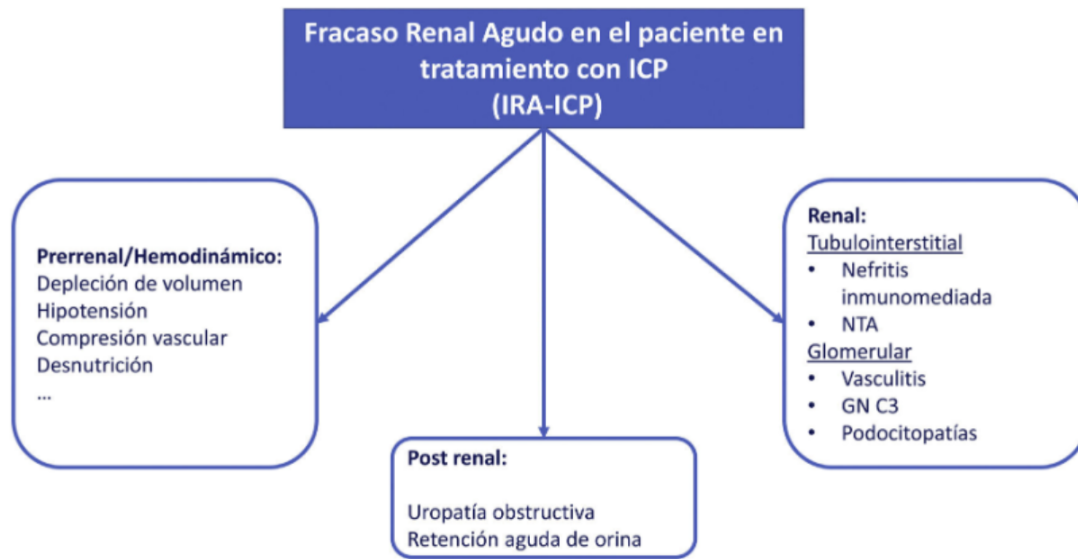 Fracaso Renal Agudo en el paciente en
tratamiento con ICP
(IRA-ICP)
Prerrenal/Hemodinámico:
Depleción de volumen
Hipotensión
Compresión vascular
Desnutrición
...
Post renal:
Uropatía obstructiva
Retención aguda de orina
Renal:
Tubulointerstitial
• Nefritis
inmunomediada
• NTA
Glomerular
• Vasculitis
• GN C3
• Podocitopatías